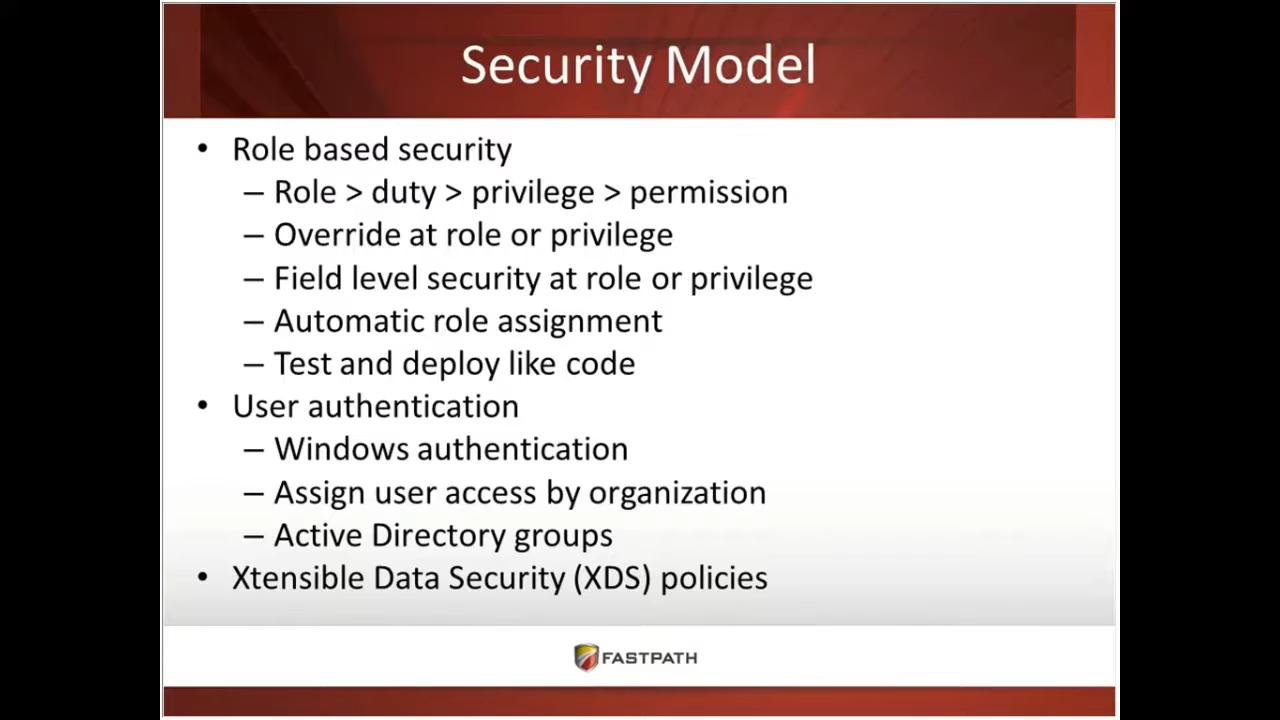 Security Model
• Role based security
– Role > duty > privilege > permission
– Override at role or privilege
– Field level security at role or privilege
– Automatic role assignment
– Test and deploy like code
• User authentication
– Windows authentication
– Assign user access by organization
– Active Directory groups
• Xtensible Data Security (XDS) policies
FASTPATH